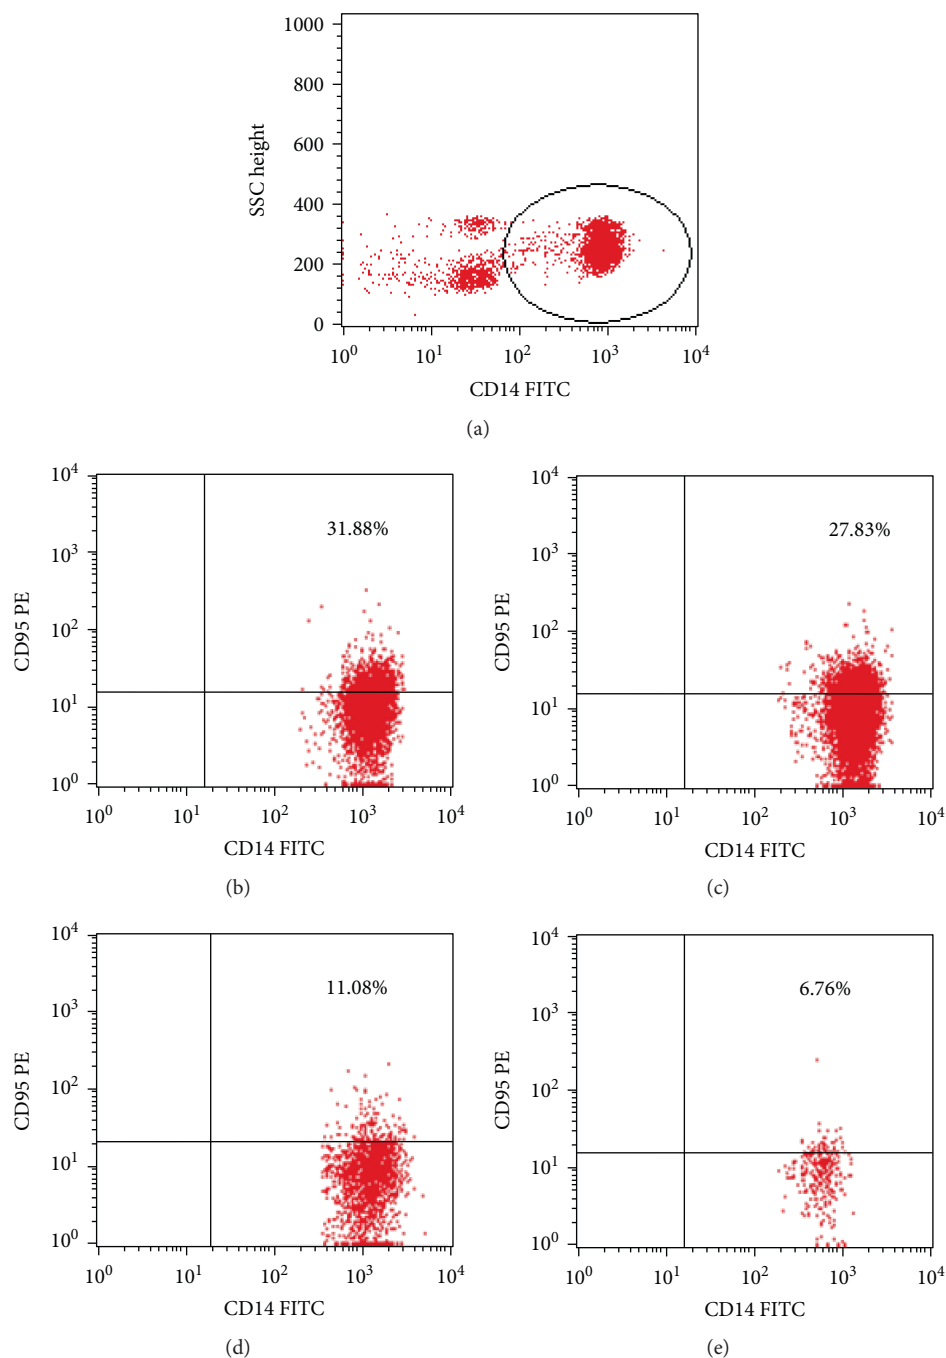 1000
800
600
400
200
0
SSC height
10⁰ 10¹ 10² 10³ 10⁴
CD14 FITC
(a)
10⁴
10³
10²
10¹
10⁰
CD95 PE
31.88%
10⁰ 10¹ 10² 10³ 10⁴
CD14 FITC
(b)
10⁴
10³
10²
10¹
10⁰
CD95 PE
27.83%
10⁰ 10¹ 10² 10³ 10⁴
CD14 FITC
(c)
10⁴
10³
10²
10¹
10⁰
CD95 PE
11.08%
10⁰ 10¹ 10² 10³ 10⁴
CD14 FITC
(d)
10⁴
10³
10²
10¹
10⁰
CD95 PE
6.76%
10⁰ 10¹ 10² 10³ 10⁴
CD14 FITC
(e)